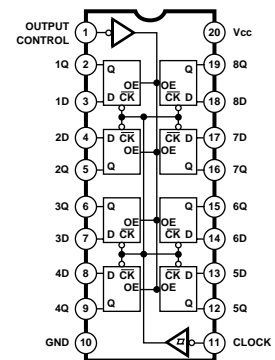 OUTPUT
CONTROL 1 20 Vcc
1Q 2 Q Q 19 8Q
OE OE
1D 3 D CK CK D 18 8D
2D 4 D CK CK D 17 7D
OE OE
2Q 5 Q Q 16 7Q
3Q 6 Q Q 15 6Q
OE OE
3D 7 D CK CK D 14 6D
4D 8 D CK CK D 13 5D
OE OE
4Q 9 Q Q 12 5Q
GND 10 11 CLOCK